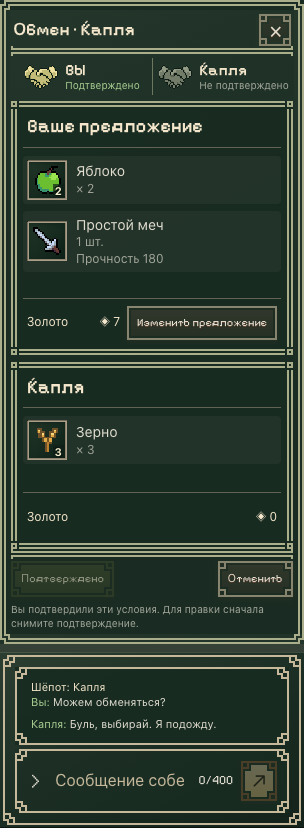 Обмен · Капля
Вы
Подтверждено
Капля
Не подтверждено
Ваше предложение
2
Яблоко
× 2
Простой меч
1 шт.
Прочность 180
Золото
7
Изменить предложение
Капля
3
Зерно
× 3
Золото
0
Подтверждено
Отменить
Вы подтвердили эти условия. Для правки сначала
снимите подтверждение.
Шёпот: Капля
Вы: Можем обменяться?
Капля: Буль, выбирай. Я подожду.
Сообщение собе
0/400